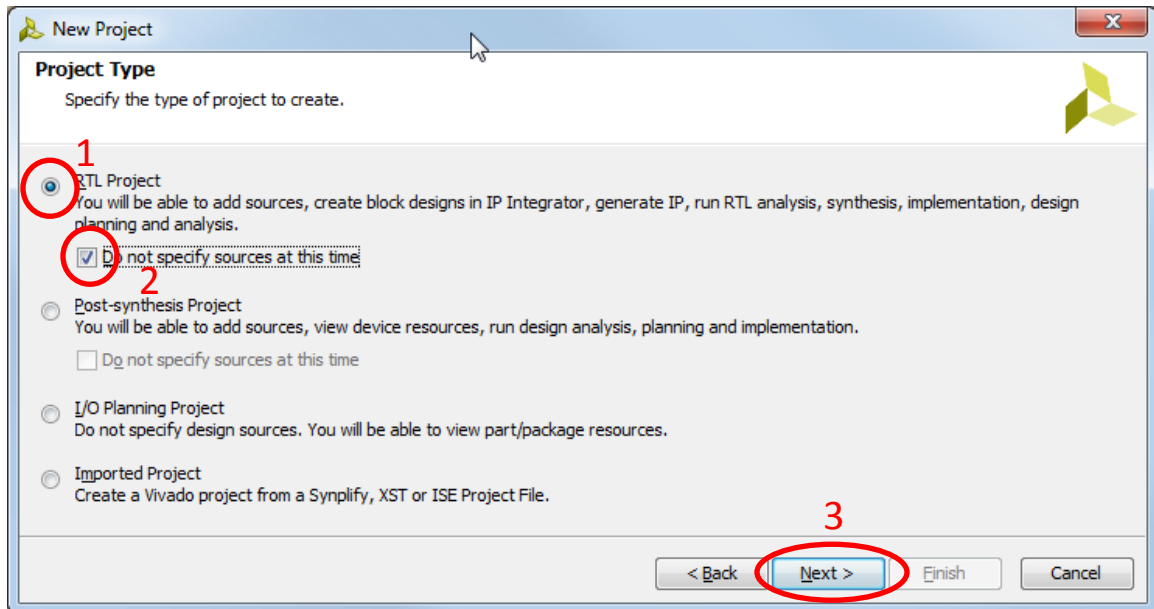 New Project
Project Type
Specify the type of project to create.
1
RTL Project
You will be able to add sources, create block designs in IP Integrator, generate IP, run RTL analysis, synthesis, implementation, design
planning and analysis.
Do not specify sources at this time
2
Post-synthesis Project
You will be able to add sources, view device resources, run design analysis, planning and implementation.
Do not specify sources at this time
I/O Planning Project
Do not specify design sources. You will be able to view part/package resources.
Imported Project
Create a Vivado project from a Synplify, XST or ISE Project File.
3
< Back Next > Finish Cancel